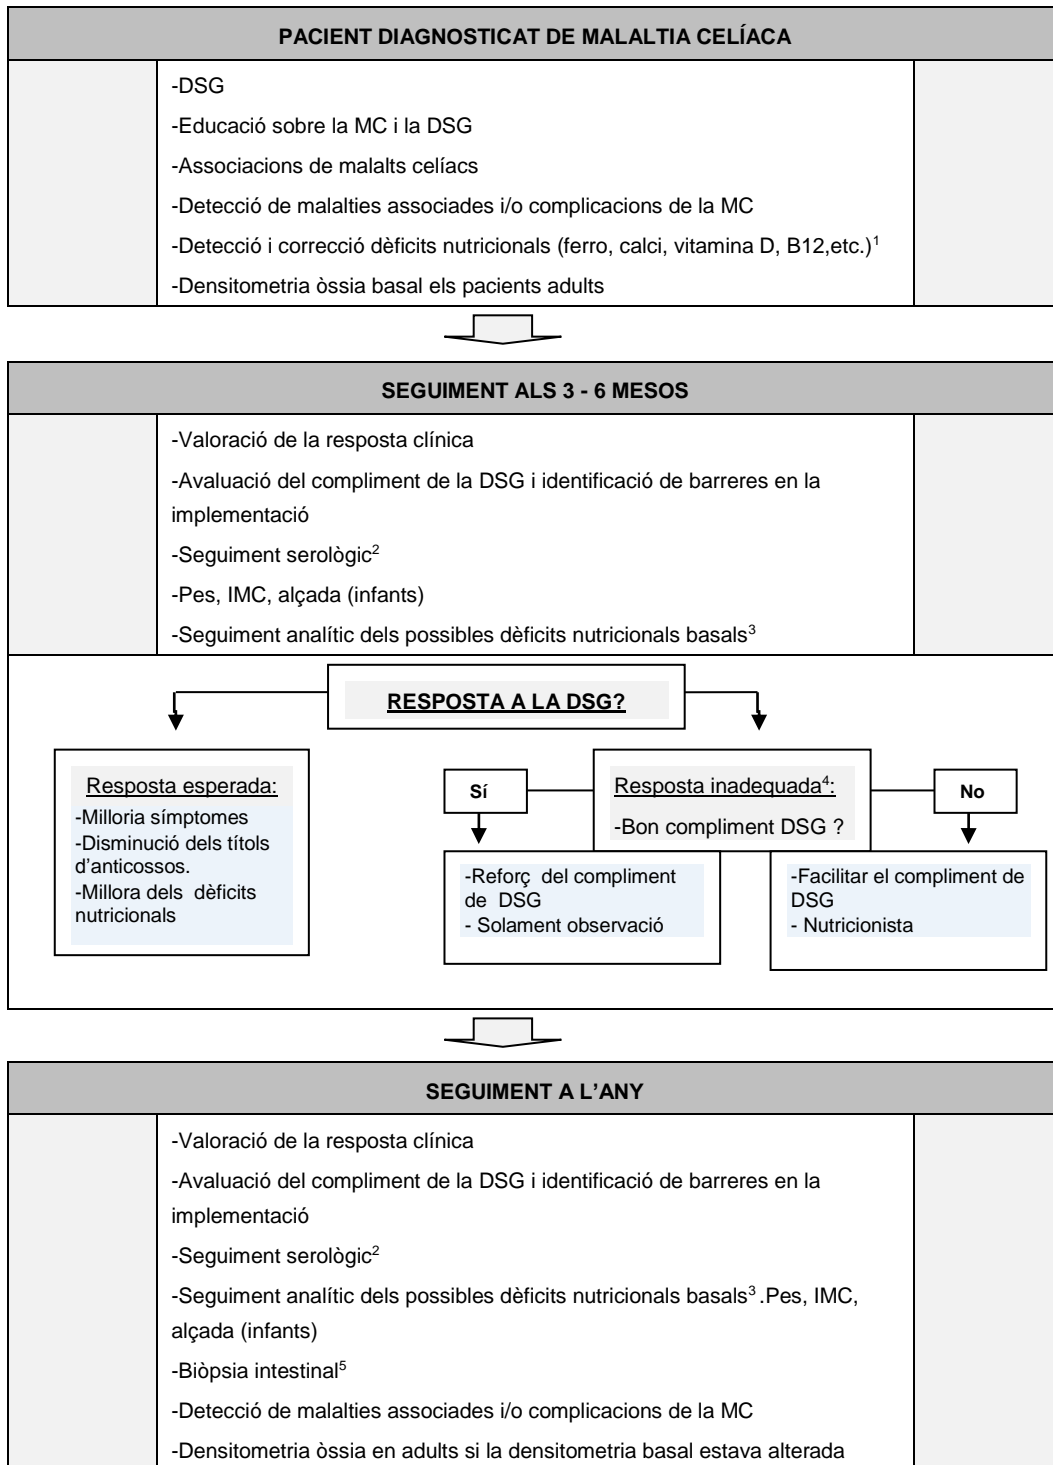 PACIENT DIAGNOSTICAT DE MALALTIA CELÍACA
-DSG
-Educació sobre la MC i la DSG
-Associacions de malalts celíacs
-Detecció de malalties associades i/o complicacions de la MC
-Detecció i correcció dèficits nutricionals (ferro, calci, vitamina D, B12,etc.)¹
-Densitometria òssia basal els pacients adults
SEGUIMENT ALS 3 - 6 MESOS
-Valoració de la resposta clínica
-Avaluació del compliment de la DSG i identificació de barreres en la
implementació
-Seguiment serològic²
-Pes, IMC, alçada (infants)
-Seguiment analític dels possibles dèficits nutricionals basals³
RESPOSTA A LA DSG?
Resposta esperada:
-Milloria símptomes
-Disminució dels títols
d’anticossos.
-Millora dels  dèficits
nutricionals
Sí
Resposta inadequada⁴:
-Bon compliment DSG ?
No
-Reforç  del compliment
de  DSG
- Solament observació
-Facilitar el compliment de
DSG
- Nutricionista
SEGUIMENT A L’ANY
-Valoració de la resposta clínica
-Avaluació del compliment de la DSG i identificació de barreres en la
implementació
-Seguiment serològic²
-Seguiment analític dels possibles dèficits nutricionals basals³ .Pes, IMC,
alçada (infants)
-Biòpsia intestinal⁵
-Detecció de malalties associades i/o complicacions de la MC
-Densitometria òssia en adults si la densitometria basal estava alterada